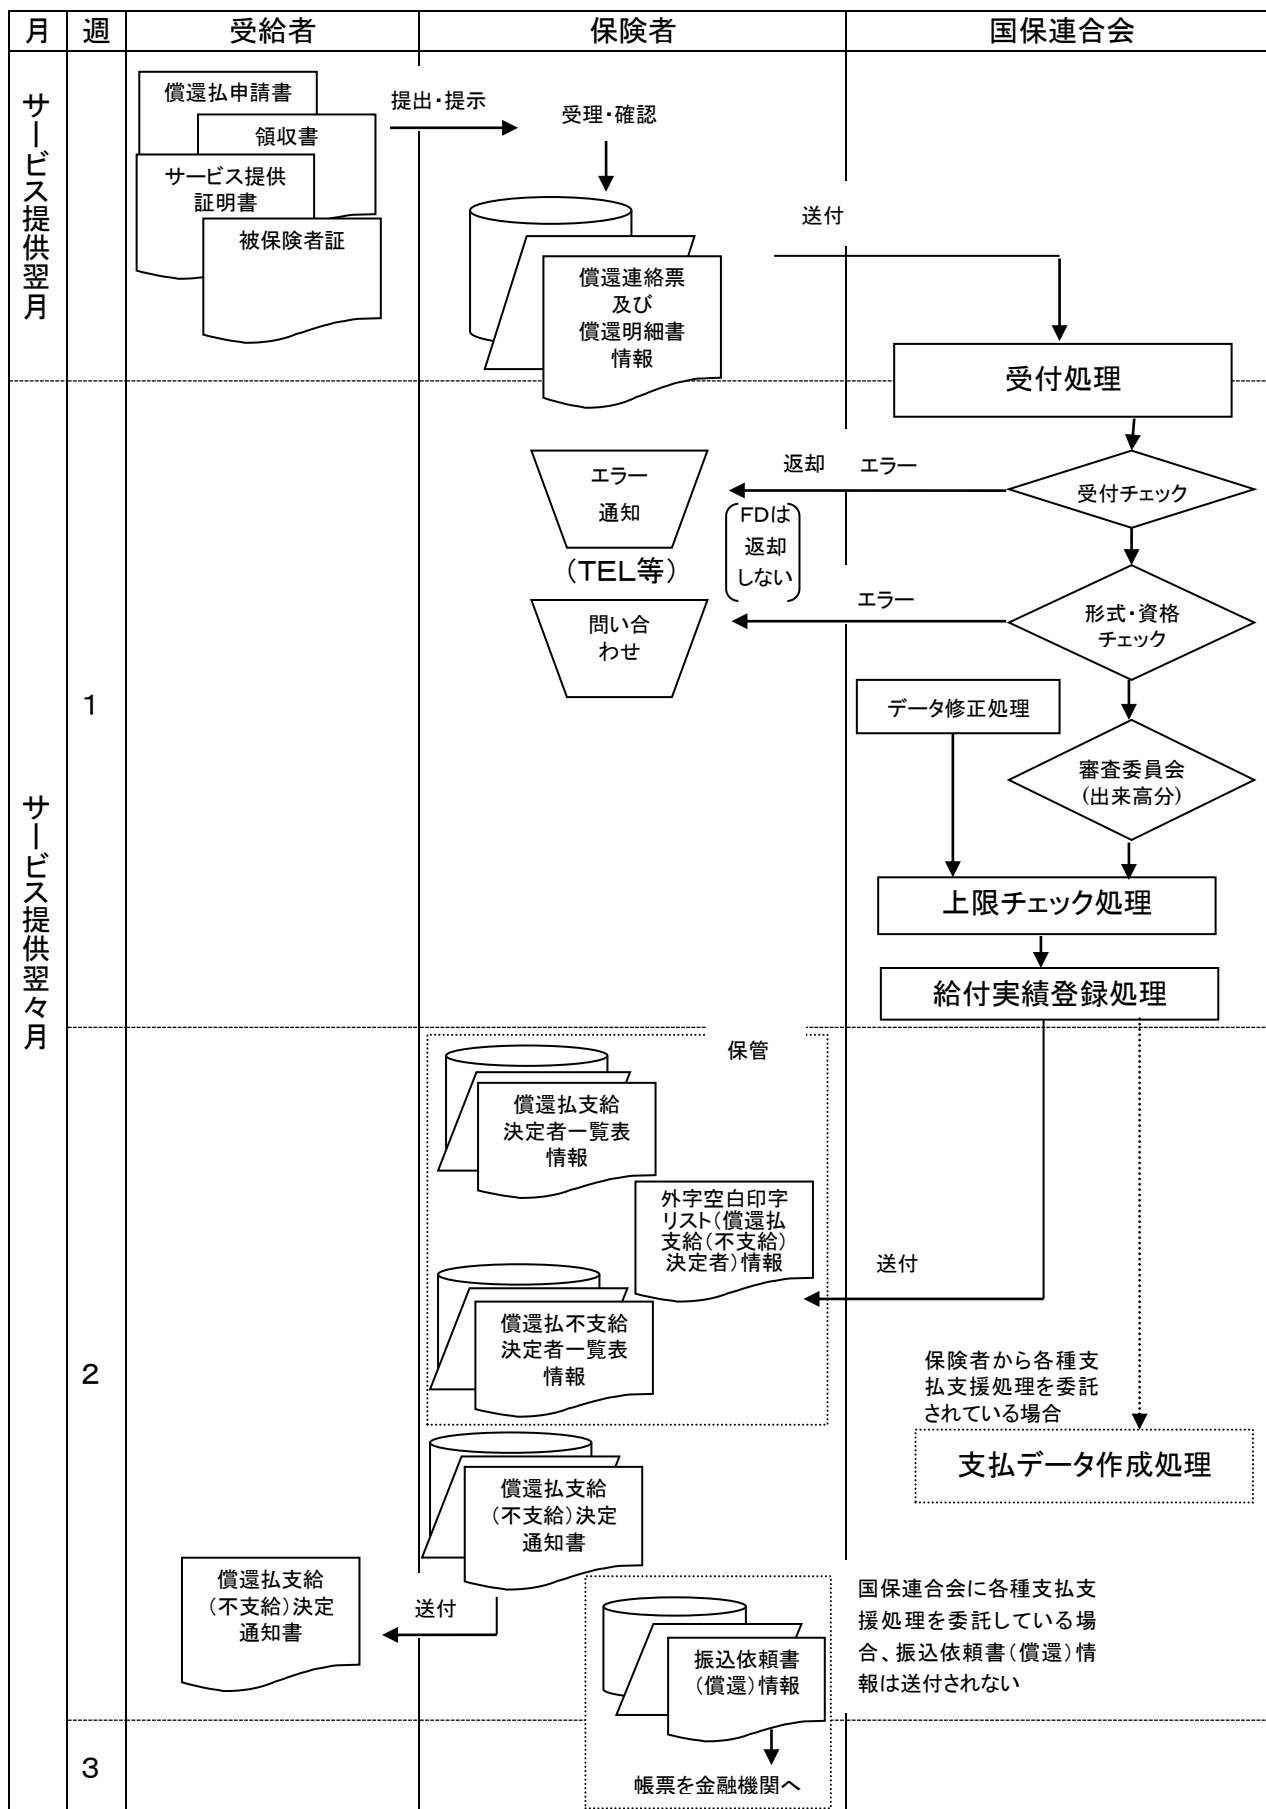 月
週
受給者
保険者
国保連合会
サービス提供翌月
償還払申請書
領収書
サービス提供
証明書
被保険者証
提出・提示
受理・確認
償還連絡票
及び
償還明細書
情報
送付
受付処理
サービス提供翌々月
1
受付チェック
エラー
返却
エラー
通知
FDは
返却
しない
(TEL等)
形式・資格
チェック
エラー
問い合
わせ
データ修正処理
審査委員会
(出来高分)
上限チェック処理
給付実績登録処理
2
保管
償還払支給
決定者一覧表
情報
外字空白印字
リスト(償還払
支給(不支給)
決定者)情報
送付
償還払不支給
決定者一覧表
情報
保険者から各種支
払支援処理を委託
されている場合
支払データ作成処理
償還払支給
(不支給)決定
通知書
送付
償還払支給
(不支給)決定
通知書
振込依頼書
(償還)情報
国保連合会に各種支払支
援処理を委託している場
合、振込依頼書(償還)情
報は送付されない
3
帳票を金融機関へ